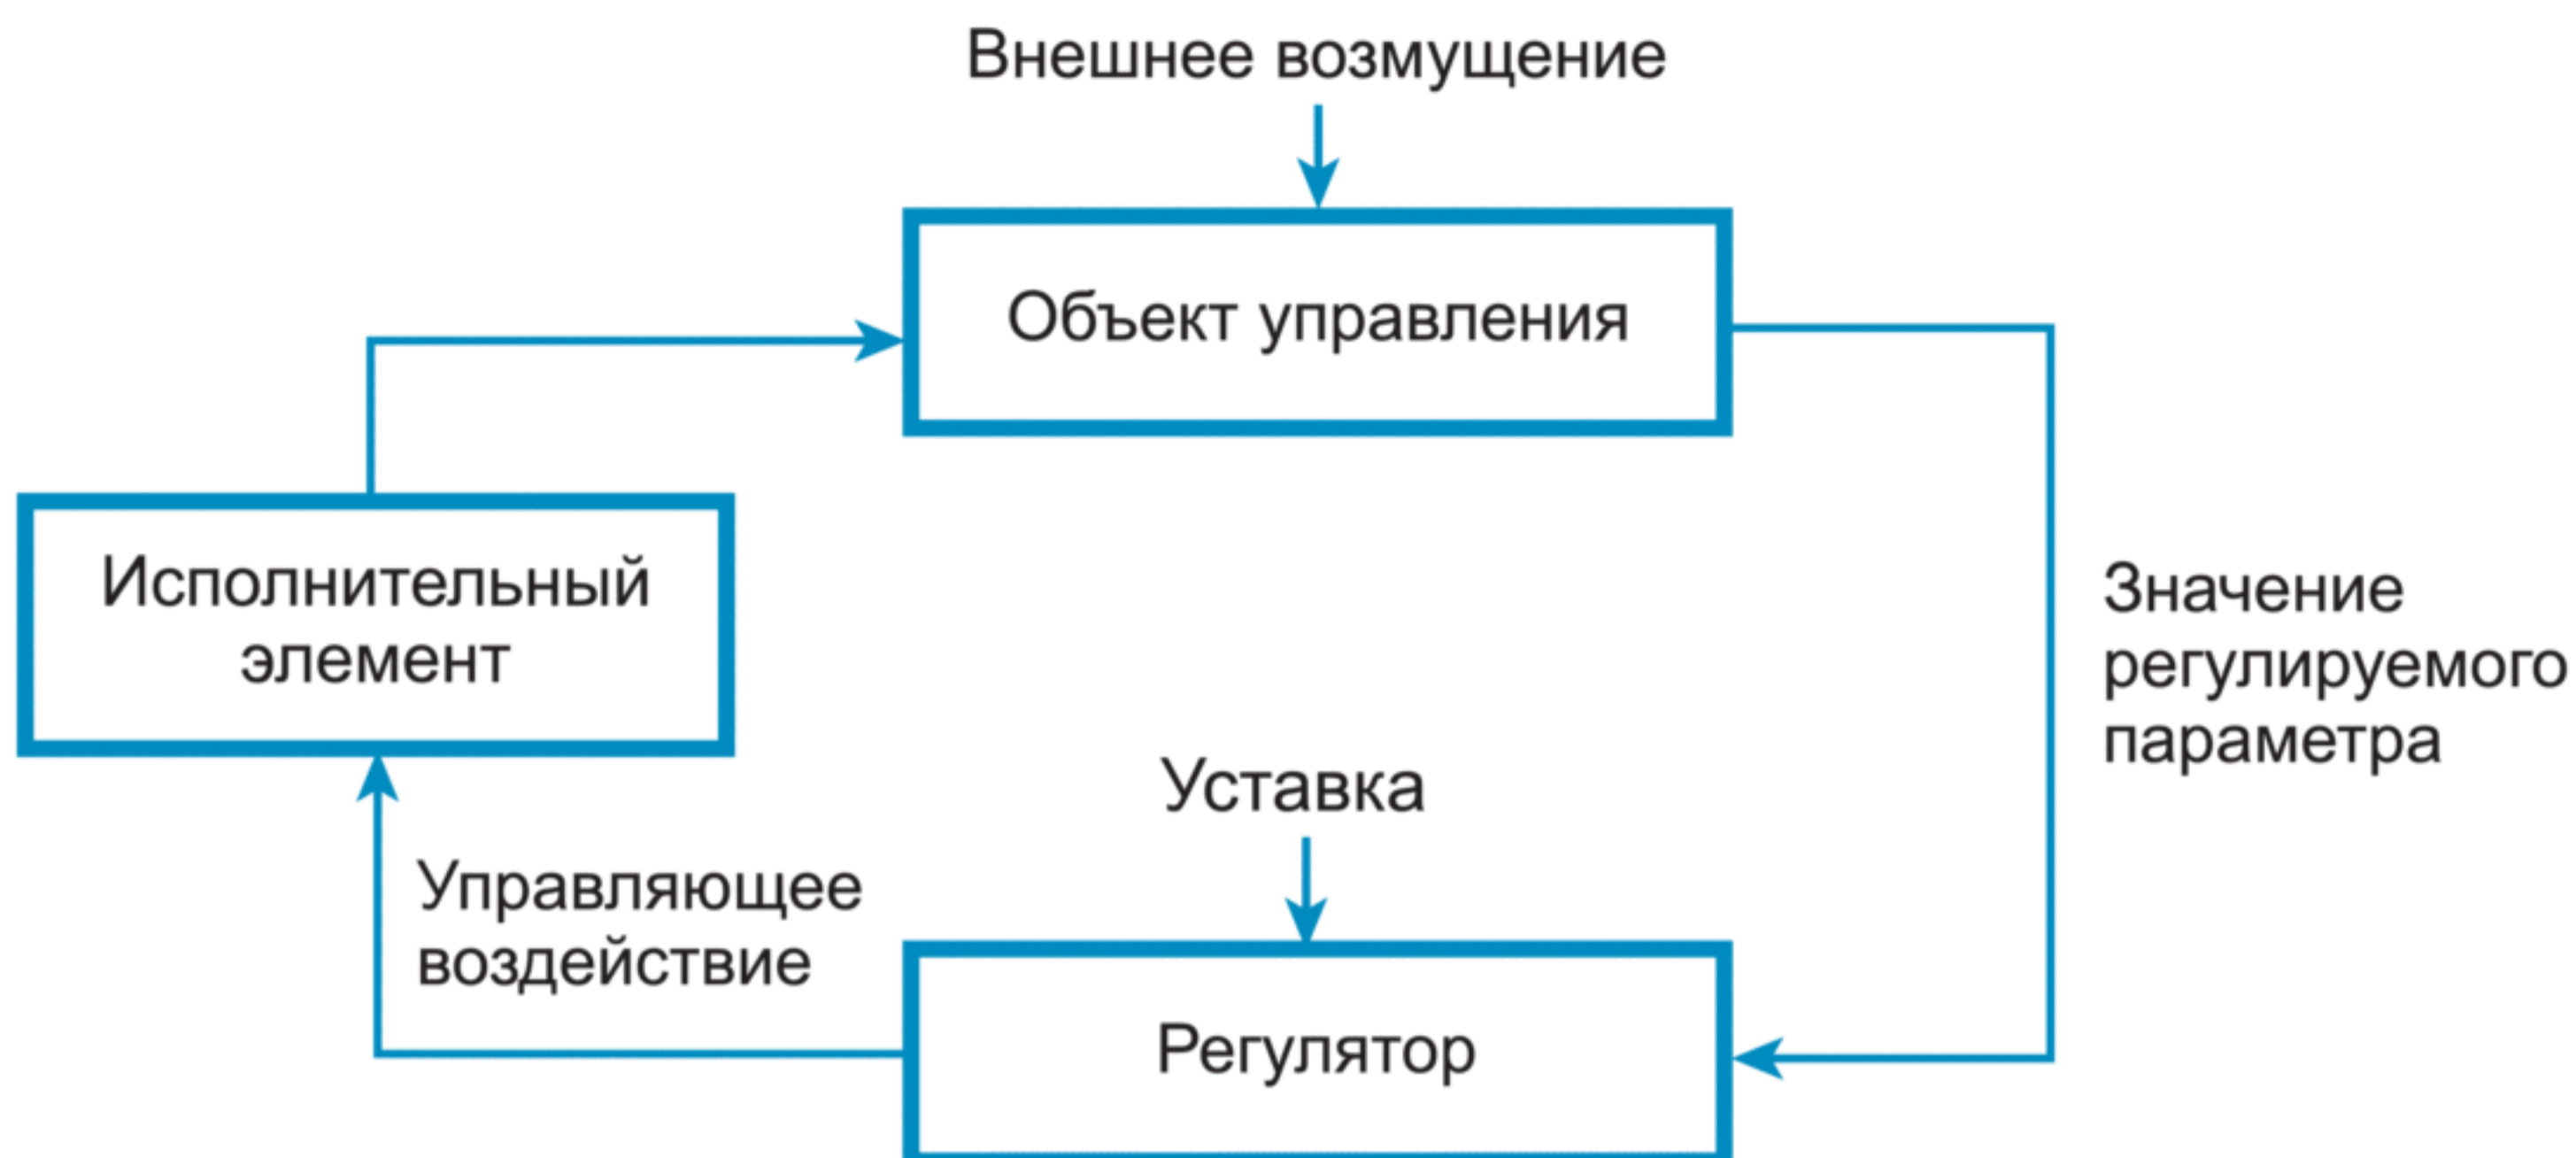 Внешнее возмущение
Объект управления
Исполнительный
элемент
Значение
регулируемого
параметра
Уставка
Управляющее
воздействие
Регулятор